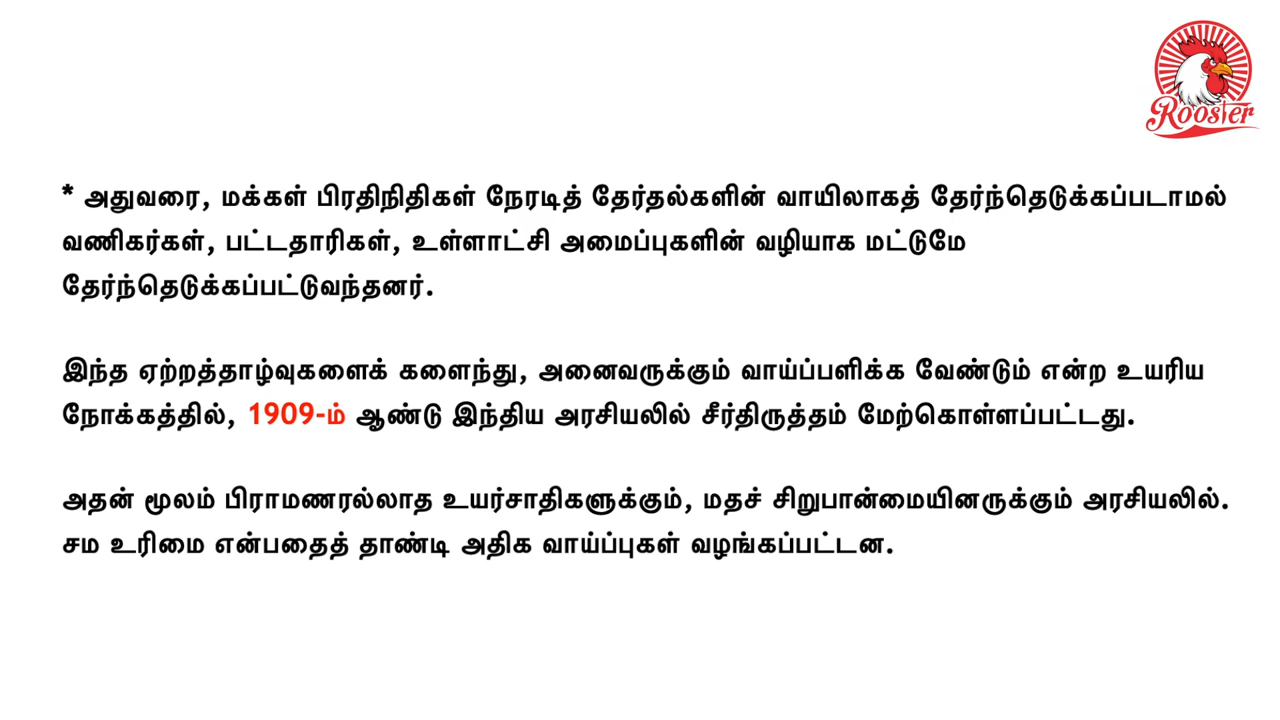 Rooster
* அதுவரை, மக்கள் பிரதிநிதிகள் நேரடித் தேர்தல்களின் வாயிலாகத் தேர்ந்தெடுக்கப்படாமல்
வணிகர்கள், பட்டதாரிகள், உள்ளாட்சி அமைப்புகளின் வழியாக மட்டுமே
தேர்ந்தெடுக்கப்பட்டுவந்தனர்.
இந்த ஏற்றத்தாழ்வுகளைக் களைந்து, அனைவருக்கும் வாய்ப்பளிக்க வேண்டும் என்ற உயரிய
நோக்கத்தில், 1909-ம் ஆண்டு இந்திய அரசியலில் சீர்திருத்தம் மேற்கொள்ளப்பட்டது.
அதன் மூலம் பிராமணரல்லாத உயர்சாதிகளுக்கும், மதச் சிறுபான்மையினருக்கும் அரசியலில்.
சம உரிமை என்பதைத் தாண்டி அதிக வாய்ப்புகள் வழங்கப்பட்டன.